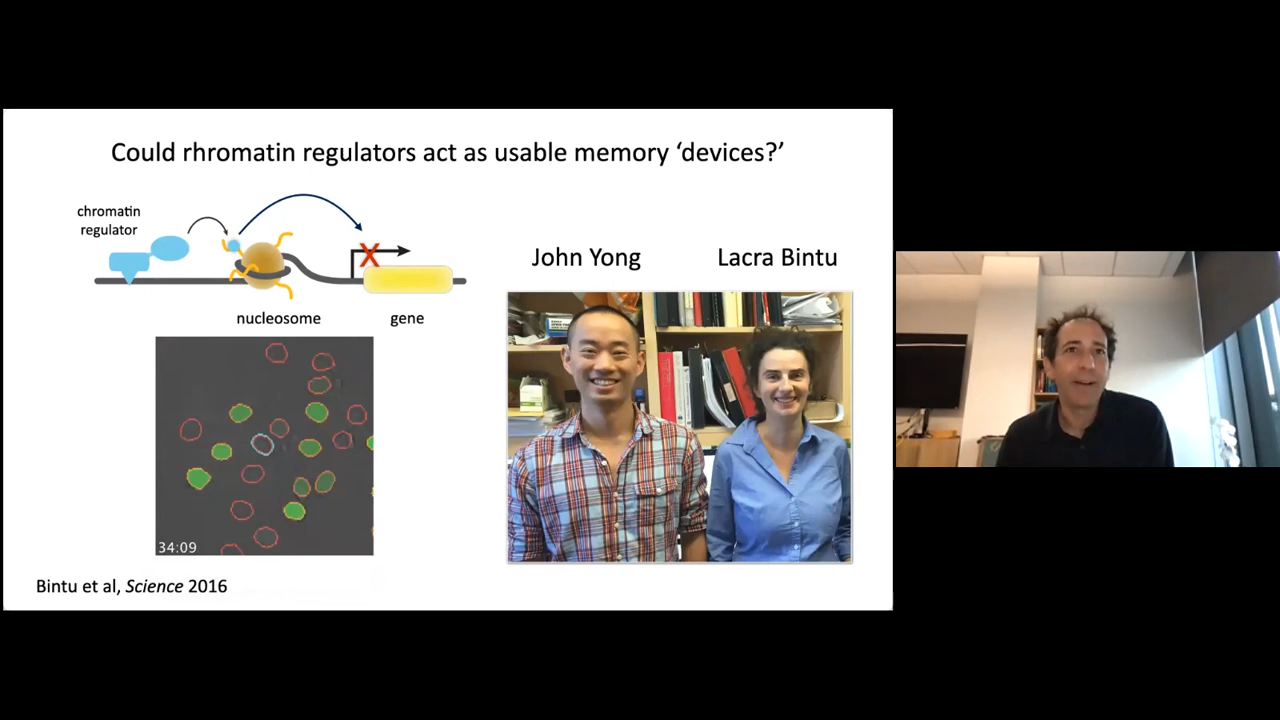 Could rhromatin regulators act as usable memory ‘devices?’
chromatin
regulator
nucleosome
gene
John Yong
Lacra Bintu
34:09
Bintu et al, Science 2016